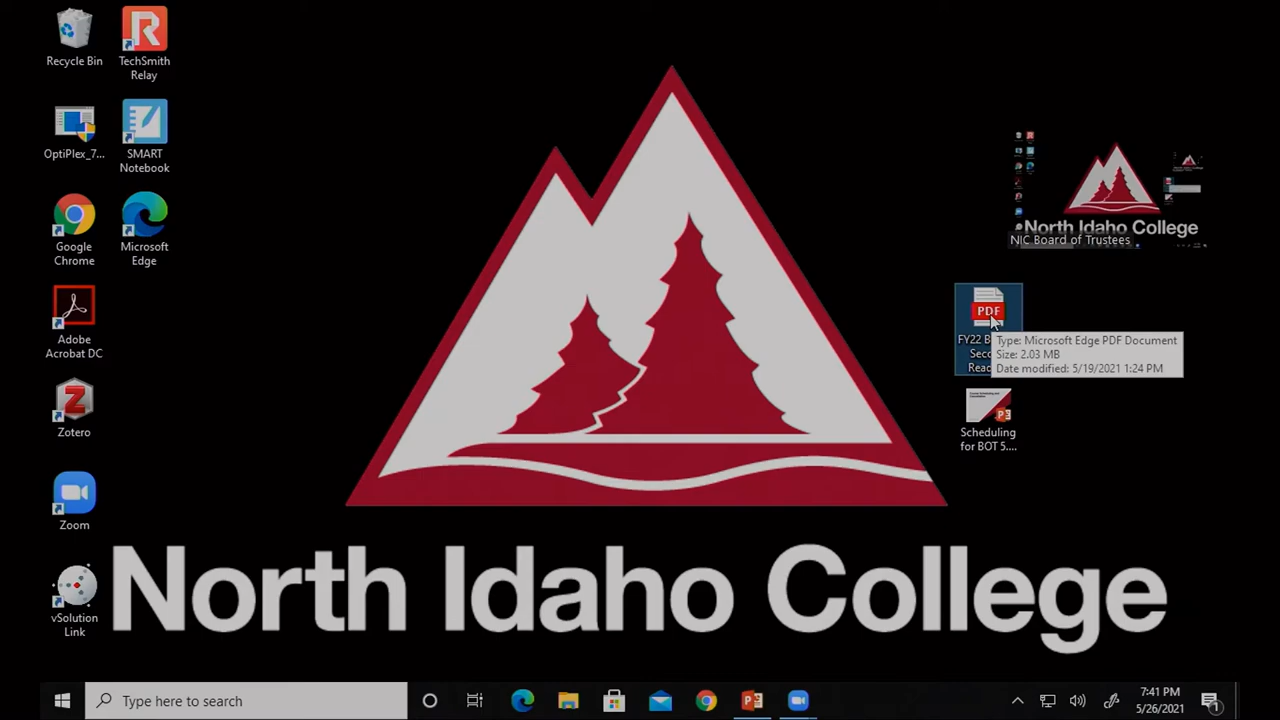 Recycle Bin
TechSmith
Relay
OptiPlex_7...
SMART
Notebook
Google
Chrome
Microsoft
Edge
Adobe
Acrobat DC
Zotero
Zoom
vSolution
Link
North Idaho College
North Idaho College
NIC Board of Trustees
PDF
FY22 B
Seco
Read
Type: Microsoft Edge PDF Document
Size: 2.03 MB
Date modified: 5/19/2021 1:24 PM
Scheduling
for BOT 5....
Type here to search
7:41 PM
5/26/2021
1